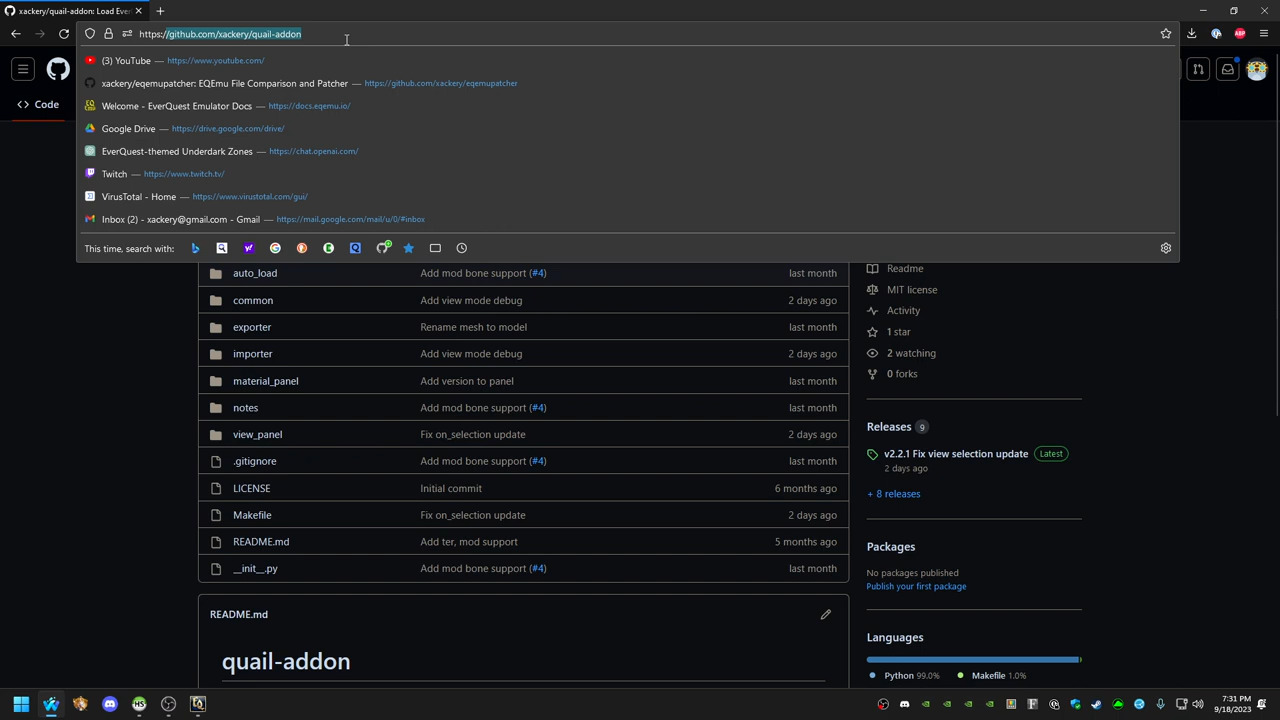 xackery/quail-addon: Load Ever
https://github.com/xackery/quail-addon
(3) YouTube — https://www.youtube.com/
xackery/eqemupatcher: EQEmu File Comparison and Patcher — https://github.com/xackery/eqemupatcher
Welcome - EverQuest Emulator Docs — https://docs.eqemu.io/
Google Drive — https://drive.google.com/drive/
EverQuest-themed Underdark Zones — https://chat.openai.com/
Twitch — https://www.twitch.tv/
VirusTotal - Home — https://www.virustotal.com/gui/
Inbox (2) - xackery@gmail.com - Gmail — https://mail.google.com/mail/u/0/#inbox
This time, search with:
<> Code
auto_load Add mod bone support (#4) last month
common Add view mode debug 2 days ago
exporter Rename mesh to model last month
importer Add view mode debug 2 days ago
material_panel Add version to panel last month
notes Add mod bone support (#4) last month
view_panel Fix on_selection update 2 days ago
.gitignore Add mod bone support (#4) last month
LICENSE Initial commit 6 months ago
Makefile Fix on_selection update 2 days ago
README.md Add ter, mod support 5 months ago
__init__.py Add mod bone support (#4) last month
README.md
quail-addon
Readme
MIT license
Activity
1 star
2 watching
0 forks
Releases 9
v2.2.1 Fix view selection update Latest
2 days ago
+ 8 releases
Packages
No packages published
Publish your first package
Languages
Python 99.0% Makefile 1.0%
7:31 PM
9/18/2023